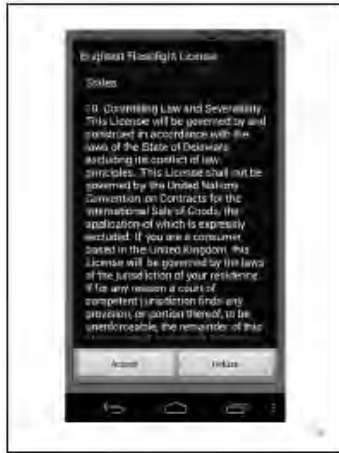 Brightest Flashlight License
States.
10. Controlling Law and Severability.
This License will be governed by and
construed in accordance with the
laws of the State of Delaware
excluding its conflict of law
principles. This License shall not be
governed by the United Nations
Convention on Contracts for the
International Sale of Goods, the
application of which is expressly
excluded. If you are a consumer
based in the United Kingdom, this
License will be governed by the laws
of the jurisdiction of your residence.
If for any reason a court of
competent jurisdiction finds any
provision, or portion thereof, to be
unenforceable, the remainder of this
Accept Refuse